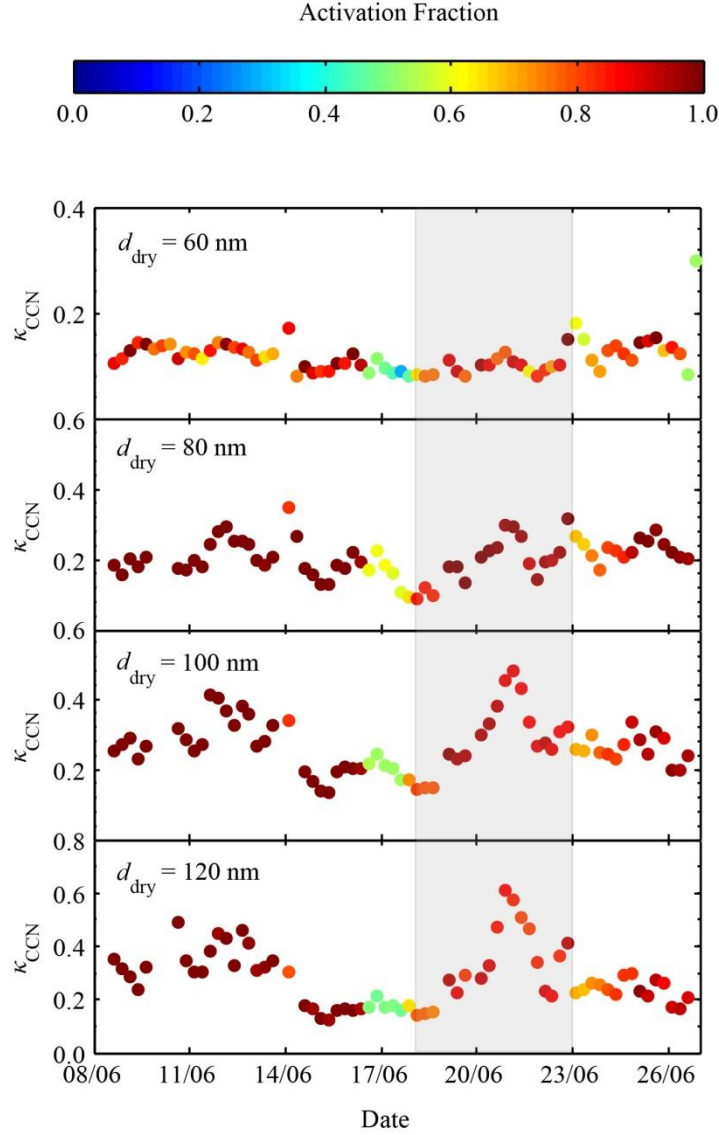 Activation Fraction
0.0 0.2 0.4 0.6 0.8 1.0
0.4
d_dry = 60 nm
κ_CCN
0.2
0.6
d_dry = 80 nm
κ_CCN
0.4
0.2
0.6
d_dry = 100 nm
κ_CCN
0.4
0.2
0.8
d_dry = 120 nm
κ_CCN
0.6
0.4
0.2
0.0
08/06 11/06 14/06 17/06 20/06 23/06 26/06
Date